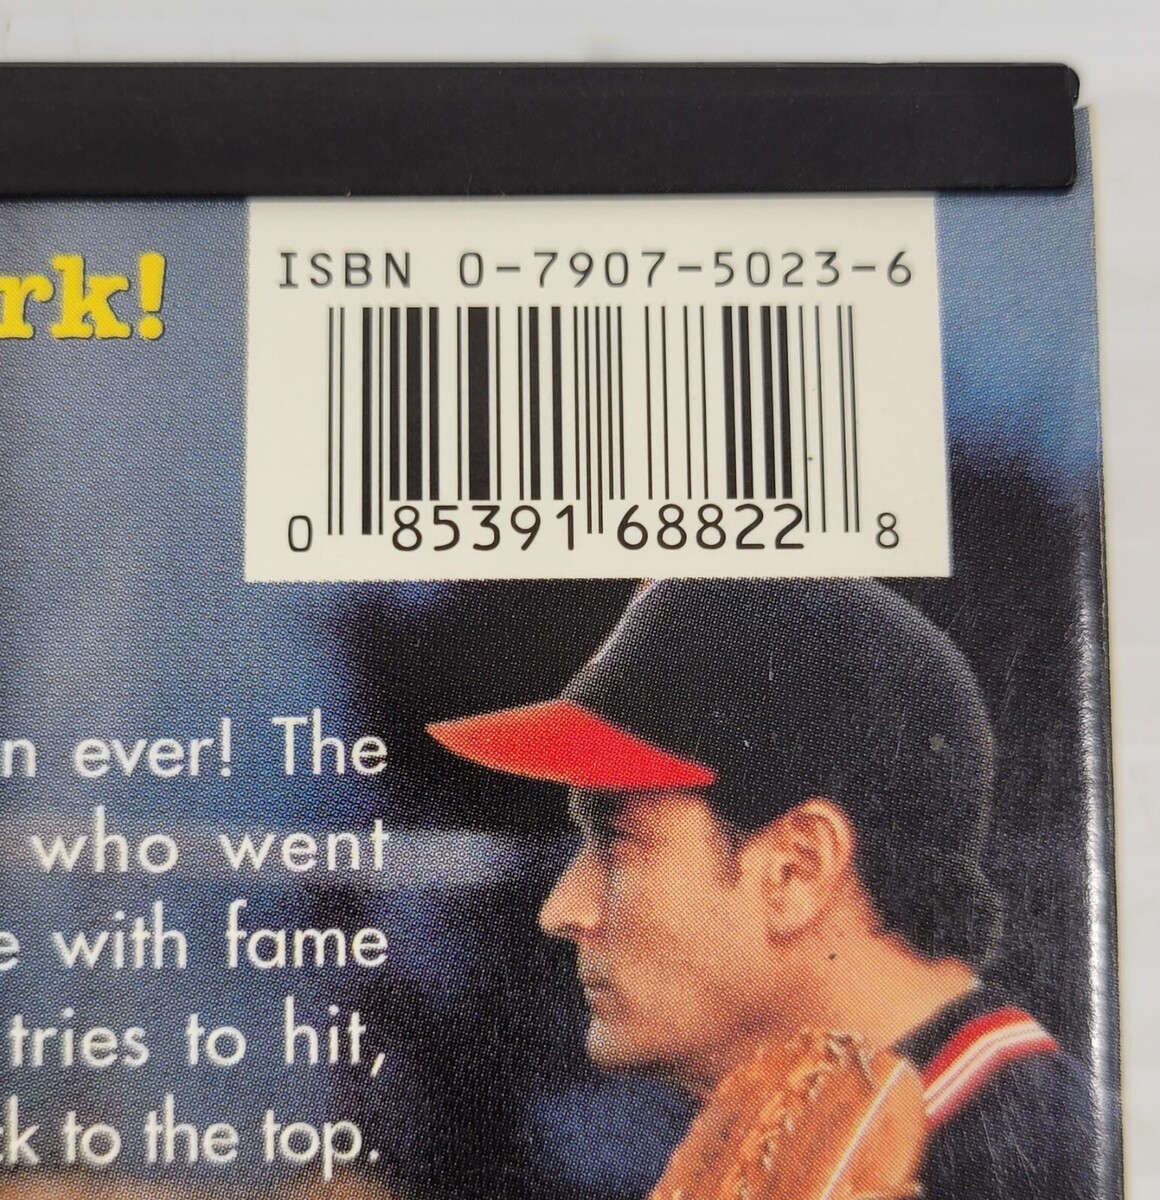 ISBN 0-7907-5023-6
rk!
0 85391 68822 8
n ever! The
who went
e with fame
tries to hit,
k to the top.